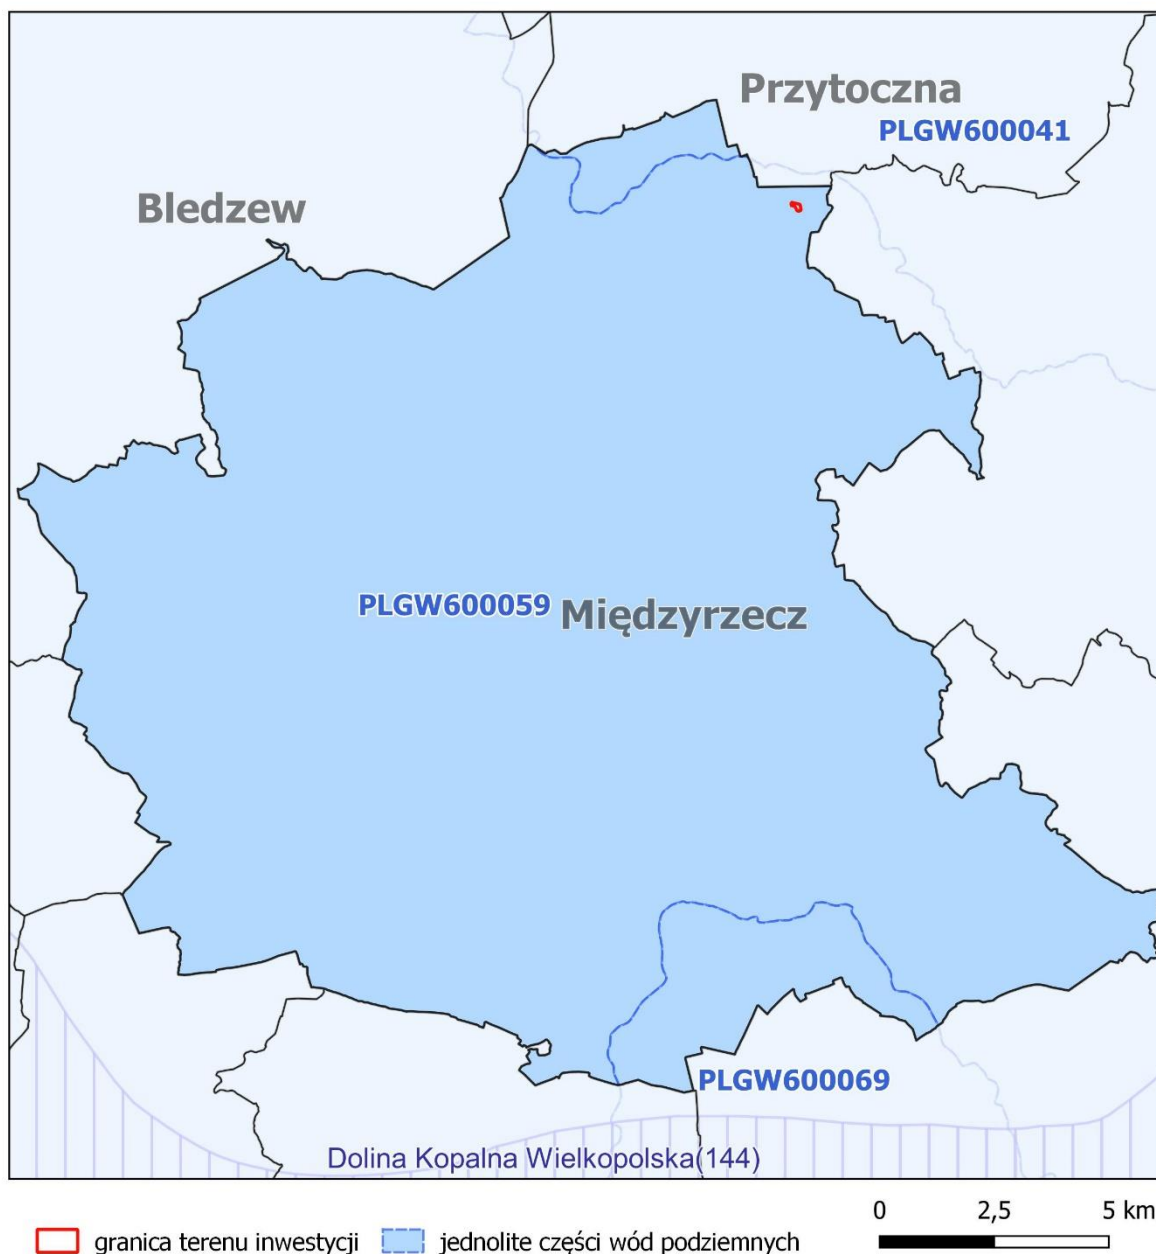 Przytoczna
PLGW600041
Bledzew
PLGW600059
Międzyrzecz
PLGW600069
Dolina Kopalna Wielkopolska(144)
0 2,5 5 km
granica terenu inwestycji
jednolite części wód podziemnych